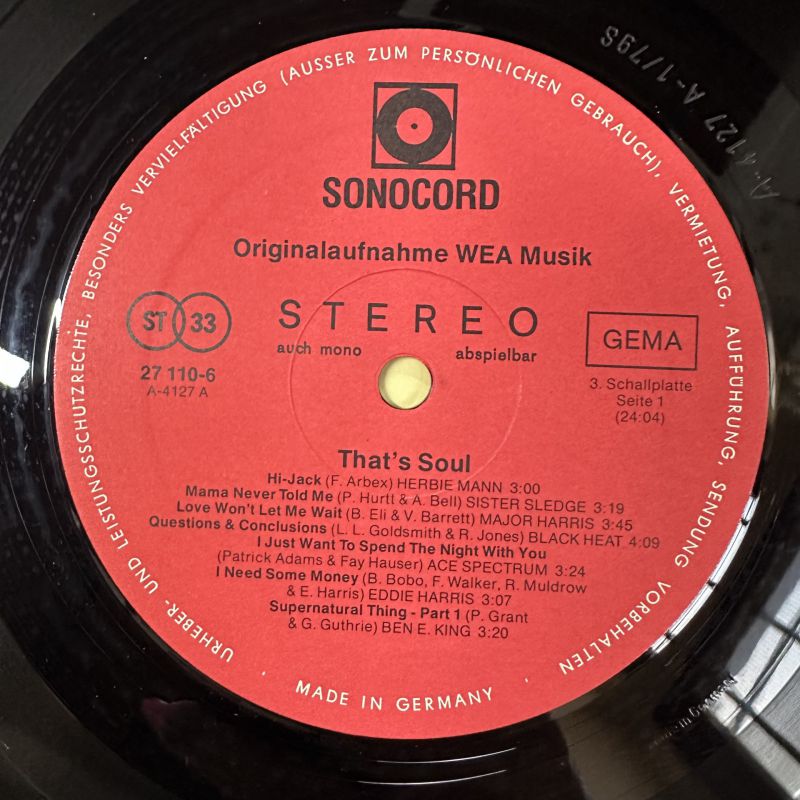 URHEBER- UND LEISTUNGSSCHUTZRECHTE, BESONDERS VERVIELFÄLTIGUNG (AUSSER ZUM PERSÖNLICHEN GEBRAUCH), VERMIETUNG, AUFFÜHRUNG, SENDUNG VORBEHALTEN
A-4127 A-1/79S
SONOCORD
Originalaufnahme WEA Musik
ST 33
STEREO
auch mono abspielbar
GEMA
27 110-6
A-4127 A
3. Schallplatte
Seite 1
(24:04)
That's Soul
Hi-Jack (F. Arbex) HERBIE MANN 3:00
Mama Never Told Me (P. Hurtt & A. Bell) SISTER SLEDGE 3:19
Love Won't Let Me Wait (B. Eli & V. Barrett) MAJOR HARRIS 3:45
Questions & Conclusions (L. L. Goldsmith & R. Jones) BLACK HEAT 4:09
I Just Want To Spend The Night With You
(Patrick Adams & Fay Hauser) ACE SPECTRUM 3:24
I Need Some Money (B. Bobo, F. Walker, R. Muldrow
& E. Harris) EDDIE HARRIS 3:07
Supernatural Thing - Part 1 (P. Grant
& G. Guthrie) BEN E. KING 3:20
· MADE IN GERMANY ·